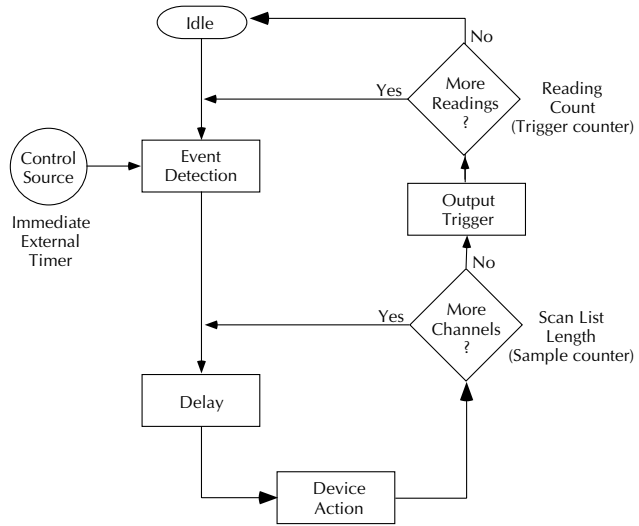 Idle
No
More
Readings
?
Yes
Reading
Count
(Trigger counter)
Control
Source
Event
Detection
Immediate
External
Timer
Output
Trigger
No
More
Channels
?
Yes
Scan List
Length
(Sample counter)
Delay
Device
Action